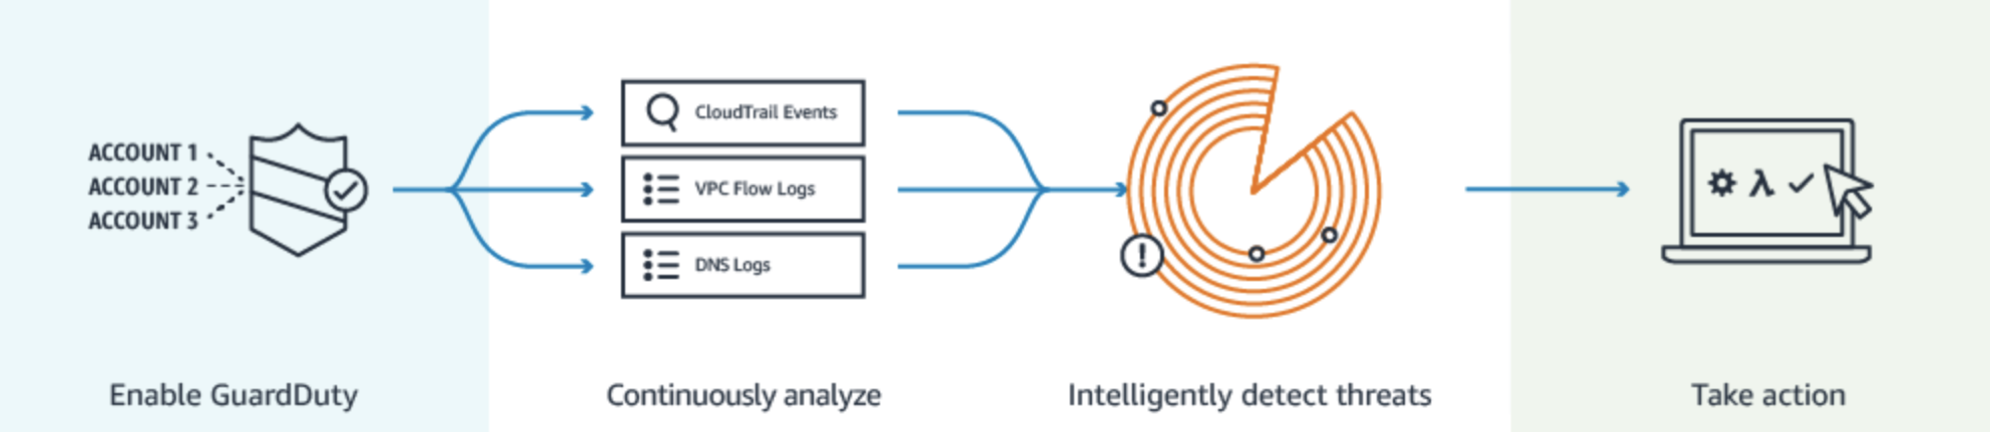 ACCOUNT 1
ACCOUNT 2
ACCOUNT 3
Enable GuardDuty
CloudTrail Events
VPC Flow Logs
DNS Logs
Continuously analyze
!
Intelligently detect threats
λ
Take action